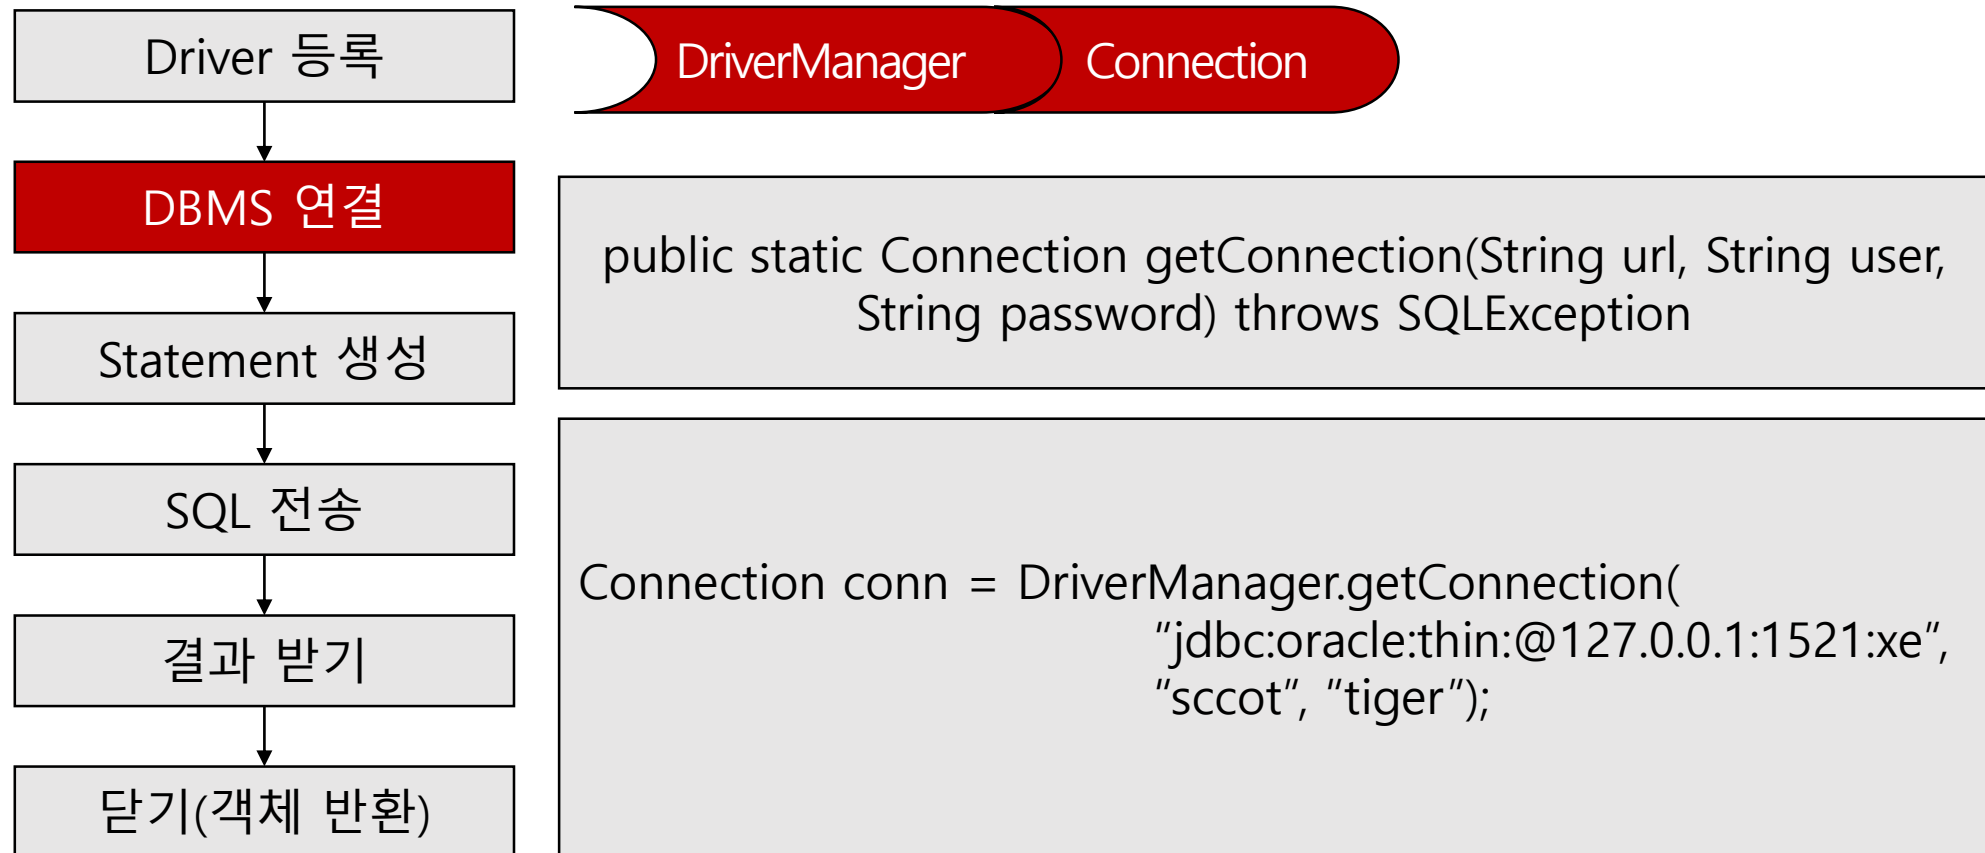 Driver 등록
DBMS 연결
Statement 생성
SQL 전송
결과 받기
닫기(객체 반환)
DriverManager
Connection
public static Connection getConnection(String url, String user,
String password) throws SQLException
Connection conn = DriverManager.getConnection(
“jdbc:oracle:thin:@127.0.0.1:1521:xe”,
“sccot”, “tiger”);